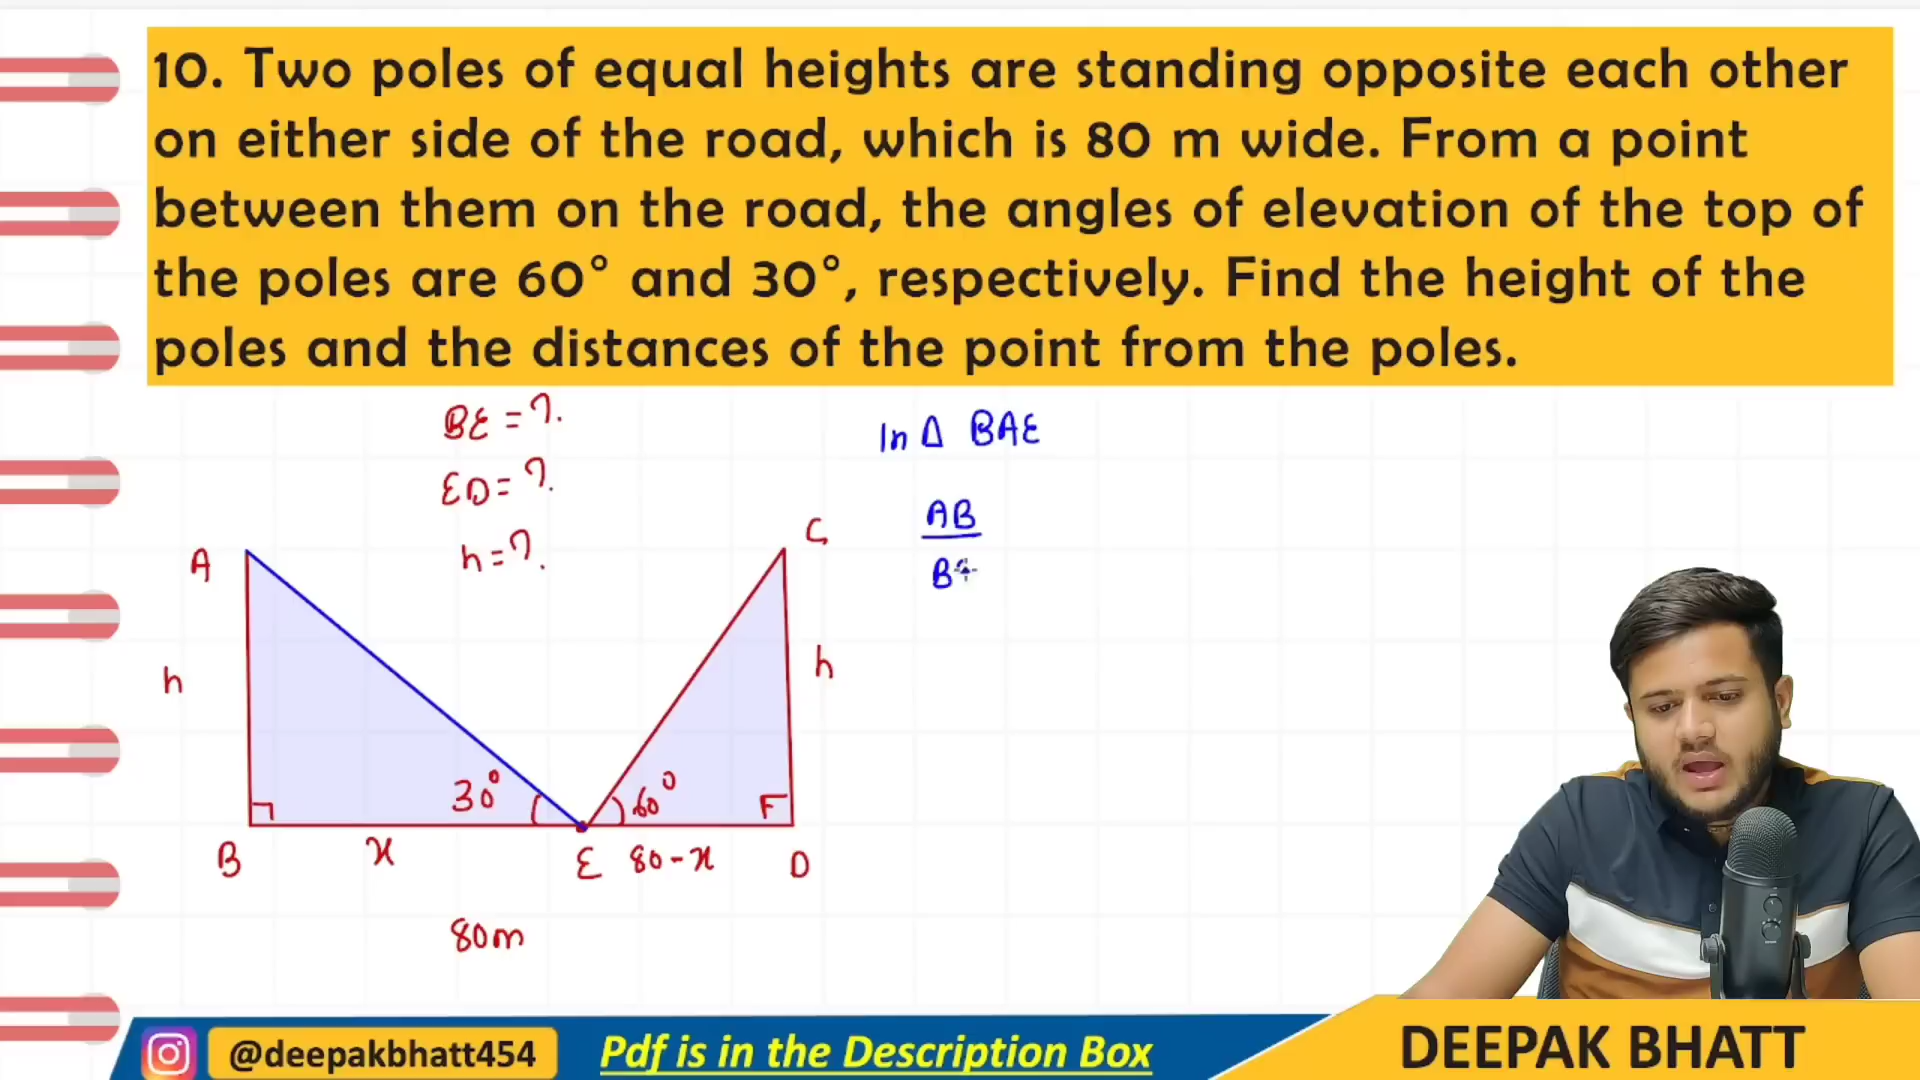 10. Two poles of equal heights are standing opposite each other
on either side of the road, which is 80 m wide. From a point
between them on the road, the angles of elevation of the top of
the poles are 60° and 30°, respectively. Find the height of the
poles and the distances of the point from the poles.
BE = ?.
ED = ?.
h = ?.
In Δ BAE
AB
B
A
C
h
h
30°
60°
B
x
E
80-x
D
80m
@deepakbhatt454
Pdf is in the Description Box
DEEPAK BHATT